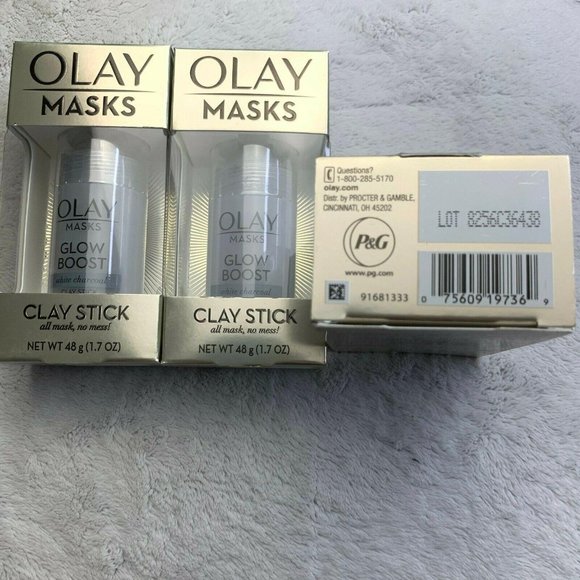 OLAY
MASKS
OLAY
MASKS
GLOW
BOOST
white charcoal
CLAY STICK
CLAY STICK
all mask, no mess!
NET WT 48 g (1.7 OZ)
OLAY
MASKS
OLAY
MASKS
GLOW
BOOST
white charcoal
CLAY STICK
all mask, no mess!
NET WT 48 g (1.7 OZ)
Questions?
1-800-285-5170
olay.com
Distr. by PROCTER & GAMBLE,
CINCINNATI, OH 45202
P&G
www.pg.com
LOT 8256C36438
91681333
0 75609 19736 9